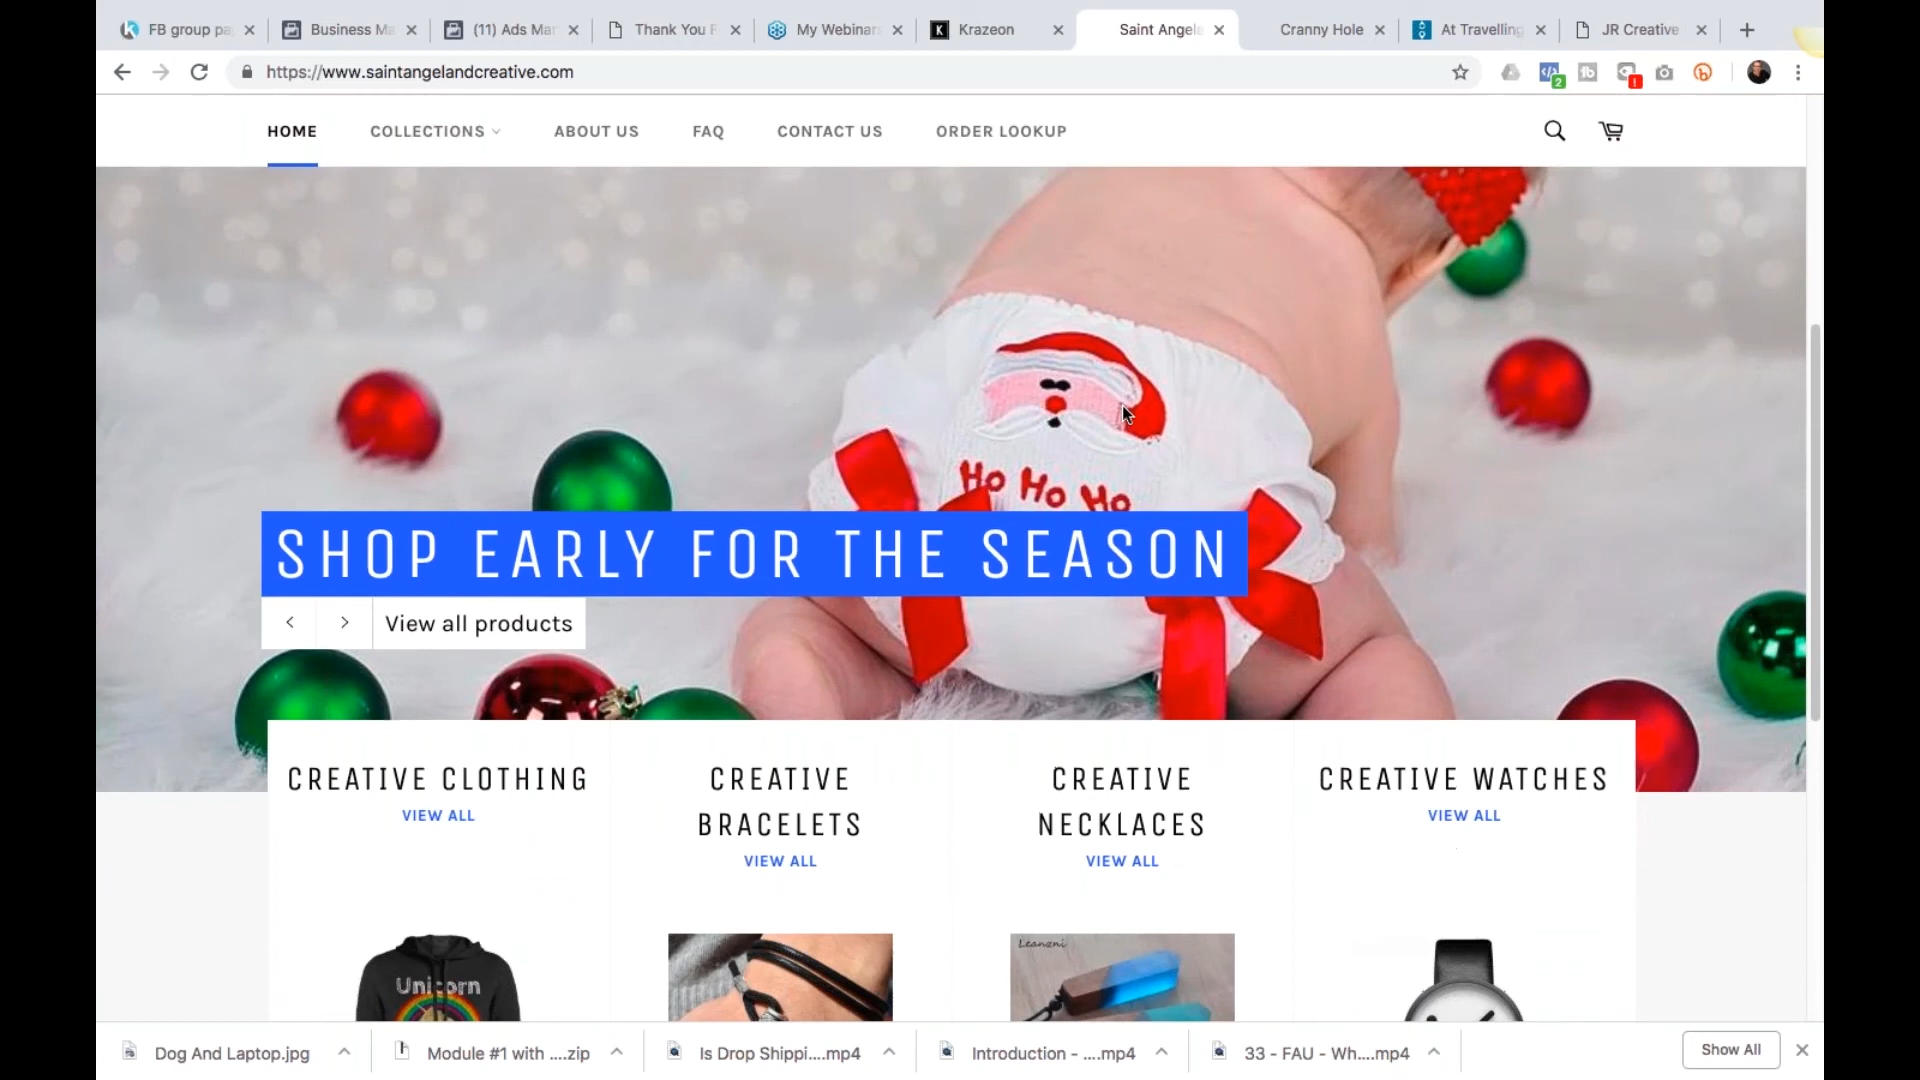 FB group pa
Business Ma
(11) Ads Mar
Thank You P
My Webinars
Krazeon
Saint Angela
Cranny Hole
At Travelling
JR Creative
https://www.saintangelandcreative.com
HOME
COLLECTIONS
ABOUT US
FAQ
CONTACT US
ORDER LOOKUP
Ho Ho Ho
SHOP EARLY FOR THE SEASON
View all products
CREATIVE CLOTHING
VIEW ALL
CREATIVE
BRACELETS
VIEW ALL
CREATIVE
NECKLACES
VIEW ALL
CREATIVE WATCHES
VIEW ALL
Unicorn
Leanzni
Dog And Laptop.jpg
Module #1 with ....zip
Is Drop Shippi....mp4
Introduction - ....mp4
33 - FAU - Wh....mp4
Show All